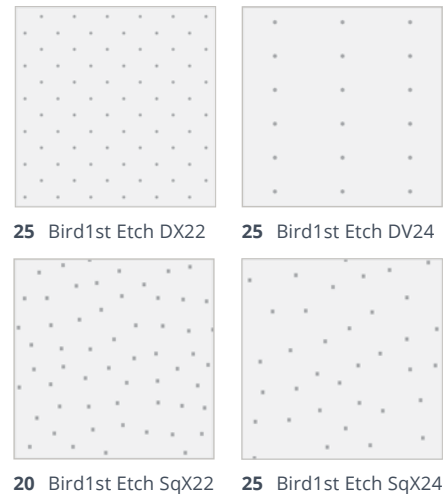 25 Bird1st Etch DX22
25 Bird1st Etch DV24
20 Bird1st Etch SqX22
25 Bird1st Etch SqX24